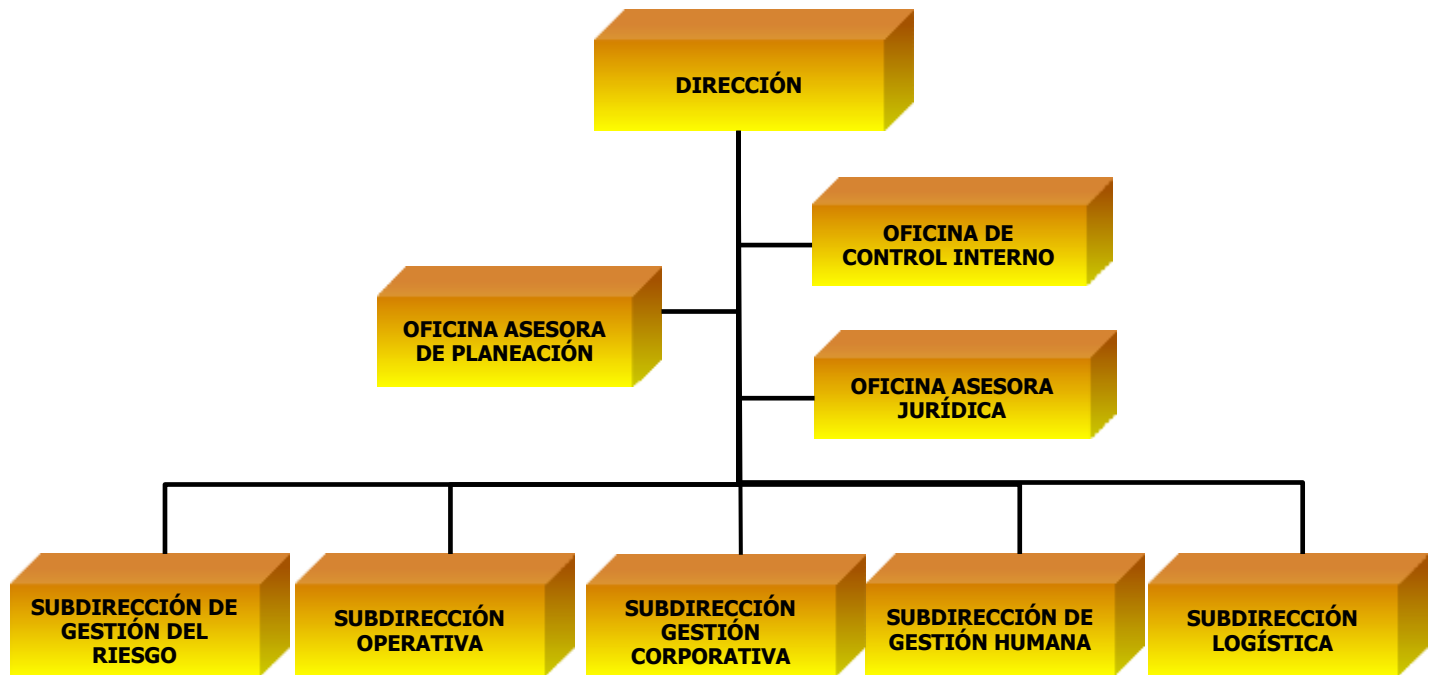 DIRECCIÓN
OFICINA DE
CONTROL INTERNO
OFICINA ASESORA
DE PLANEACIÓN
OFICINA ASESORA
JURÍDICA
SUBDIRECCIÓN DE
GESTIÓN DEL
RIESGO
SUBDIRECCIÓN
OPERATIVA
SUBDIRECCIÓN
GESTIÓN
CORPORATIVA
SUBDIRECCIÓN DE
GESTIÓN HUMANA
SUBDIRECCIÓN
LOGÍSTICA